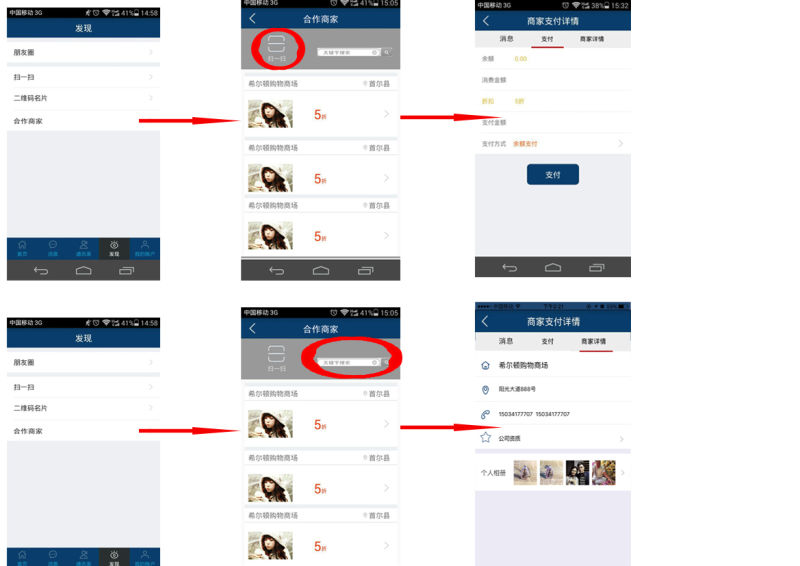 中国移动 3G 41% 14:58
发现
朋友圈
扫一扫
二维码名片
合作商家
首页 消息 通讯录 发现 我的账户
中国移动 3G 41% 15:05
合作商家
扫一扫
关键字搜索
希尔顿购物商场 首尔县
5折
希尔顿购物商场 首尔县
5折
希尔顿购物商场 首尔县
5折
中国移动 3G 38% 15:32
商家支付详情
消息 支付 商家详情
余额 0.00
消费金额
折扣 5折
支付金额
支付方式 余额支付
支付
中国移动 3G 41% 14:58
发现
朋友圈
扫一扫
二维码名片
合作商家
首页 消息 发现 我的账户
中国移动 3G 41% 15:05
合作商家
扫一扫
关键字搜索
希尔顿购物商场 首尔县
5折
希尔顿购物商场 首尔县
5折
希尔顿购物商场 首尔县
5折
中国移动 下午2:21
商家支付详情
消息 支付 商家详情
希尔顿购物商场
阳光大道888号
15034177707 15034177707
公司资质
个人相册